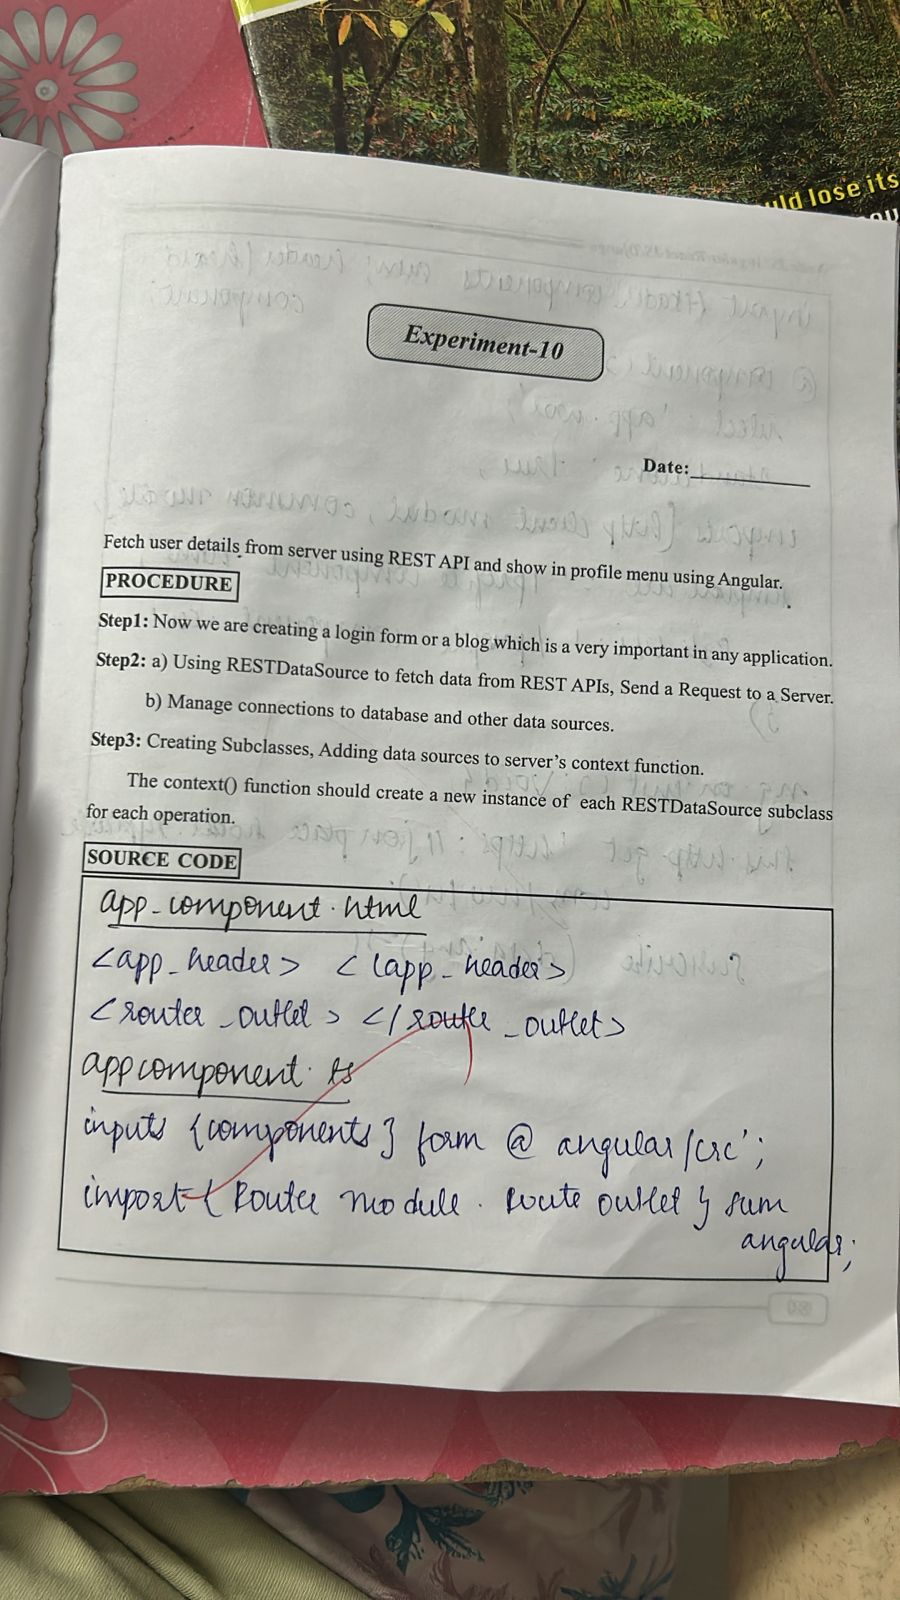 uld lose its
Experiment-10
Date:
Fetch user details from server using REST API and show in profile menu using Angular.
PROCEDURE
Step1: Now we are creating a login form or a blog which is a very important in any application.
Step2: a) Using RESTDataSource to fetch data from REST APIs, Send a Request to a Server.
b) Manage connections to database and other data sources.
Step3: Creating Subclasses, Adding data sources to server's context function.
The context() function should create a new instance of each RESTDataSource subclass
for each operation.
SOURCE CODE
app_component.html
<app_header> </app_header>
<router_outlet> </route_outlet>
appcomponent.ts
inputs {components} form @ angular/crc';
import { Router module . Route outlet } sum
angular;